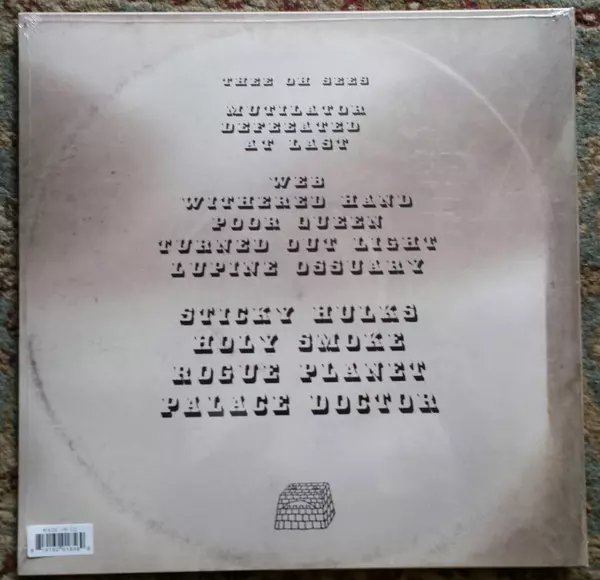 THEE OH SEES
MUTILATOR
DEFEEATED
AT LAST
WEB
WITHERED HAND
POOR QUEEN
TURNED OUT LIGHT
LUPINE OSSUARY
STICKY HULKS
HOLY SMOKE
ROGUE PLANET
PALACE DOCTOR